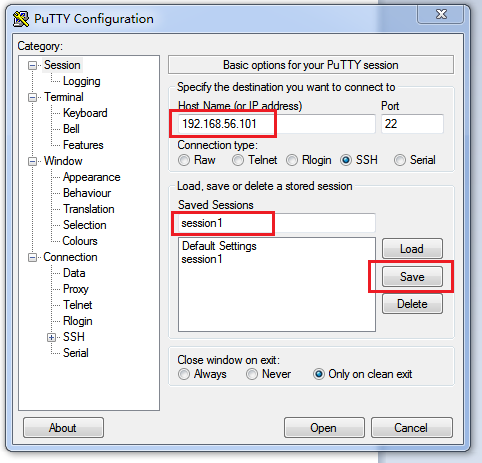 PuTTY Configuration
Category:
Session
Logging
Terminal
Keyboard
Bell
Features
Window
Appearance
Behaviour
Translation
Selection
Colours
Connection
Data
Proxy
Telnet
Rlogin
SSH
Serial
Basic options for your PuTTY session
Specify the destination you want to connect to
Host Name (or IP address) Port
192.168.56.101 22
Connection type:
Raw Telnet Rlogin SSH Serial
Load, save or delete a stored session
Saved Sessions
session1
Default Settings
session1
Load
Save
Delete
Close window on exit:
Always Never Only on clean exit
About Open Cancel